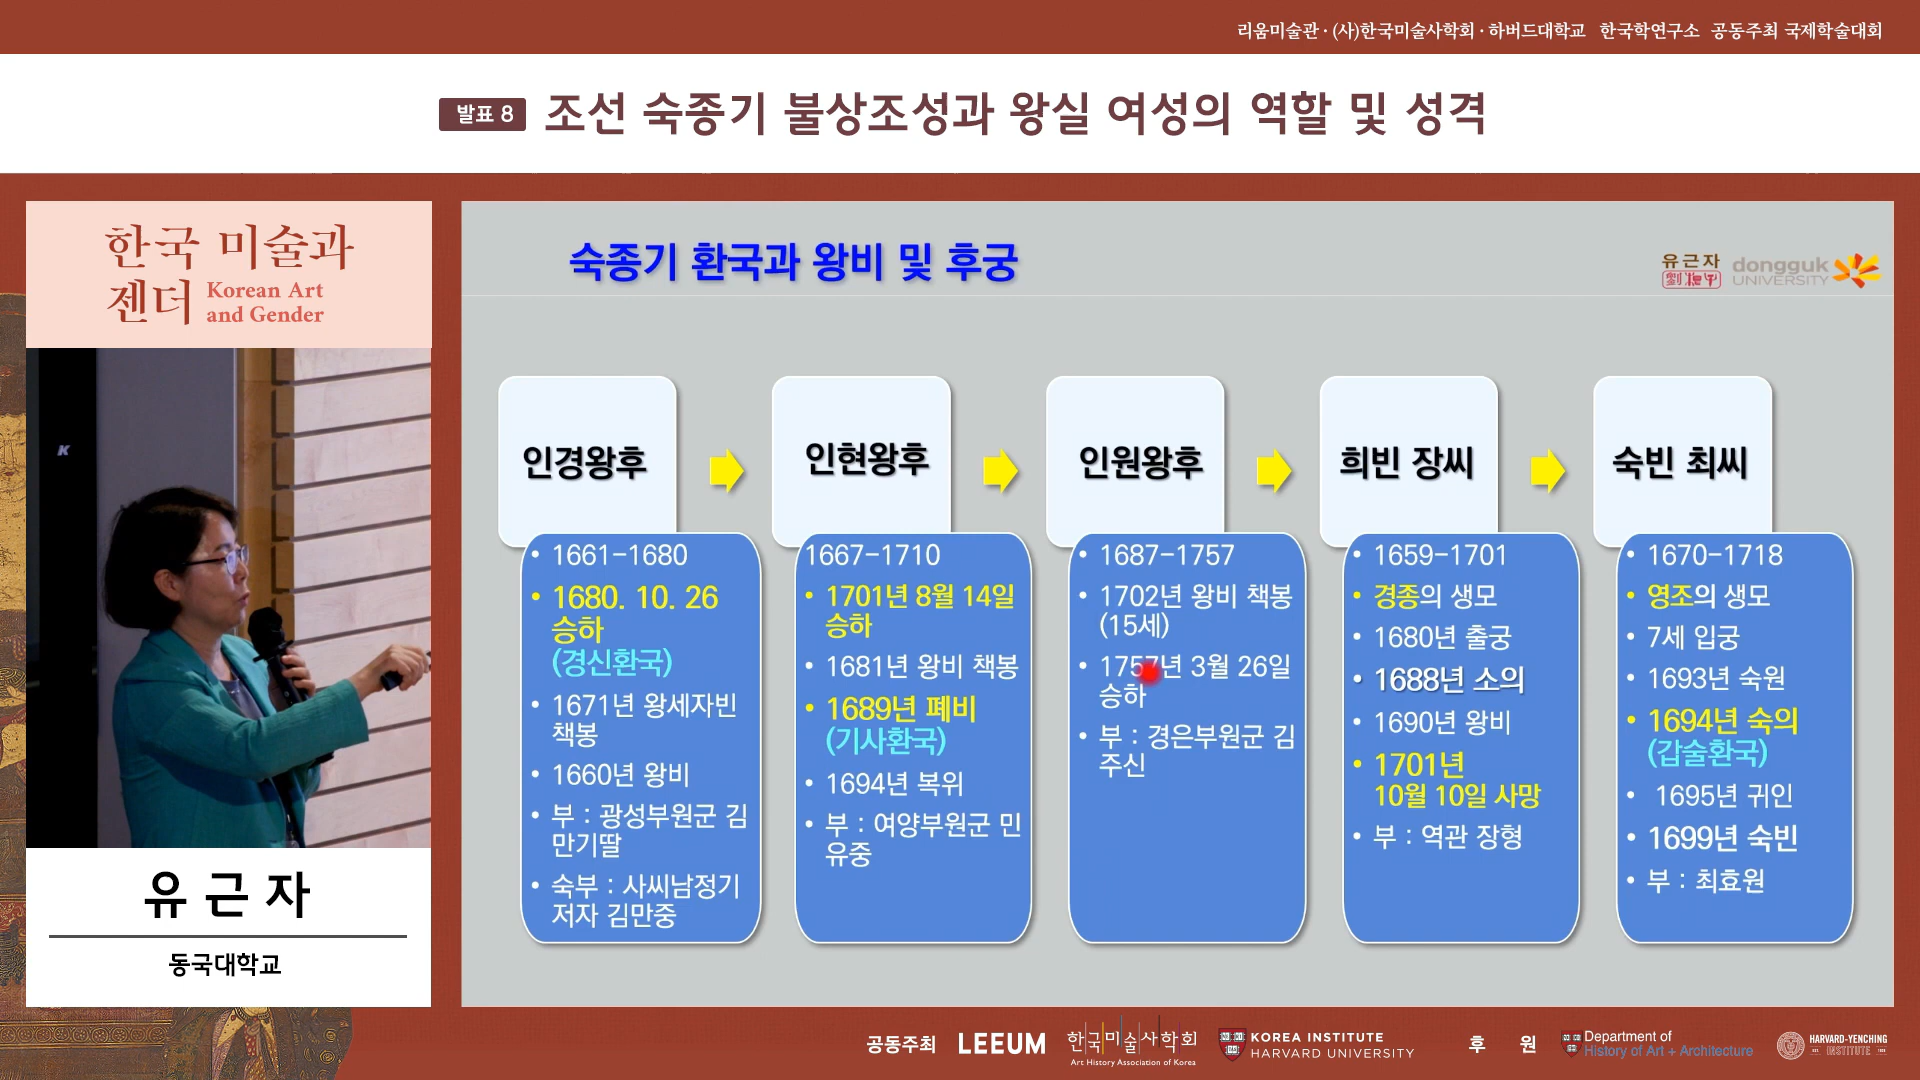 리움미술관 · (사)한국미술사학회 · 하버드대학교 한국학연구소 공동주최 국제학술대회
발표 8 조선 숙종기 불상조성과 왕실 여성의 역할 및 성격
한국 미술과
젠더 Korean Art
and Gender
K
유근자
동국대학교
숙종기 환국과 왕비 및 후궁
유근자
dongguk
UNIVERSITY
인경왕후
• 1661-1680
• 1680. 10. 26
승하
(경신환국)
• 1671년 왕세자빈
책봉
• 1660년 왕비
• 부 : 광성부원군 김
만기딸
• 숙부 : 사씨남정기
저자 김만중
인현왕후
1667-1710
• 1701년 8월 14일
승하
• 1681년 왕비 책봉
• 1689년 폐비
(기사환국)
• 1694년 복위
• 부 : 여양부원군 민
유중
인원왕후
• 1687-1757
• 1702년 왕비 책봉
(15세)
• 1757년 3월 26일
승하
• 부 : 경은부원군 김
주신
희빈 장씨
• 1659-1701
• 경종의 생모
• 1680년 출궁
• 1688년 소의
• 1690년 왕비
• 1701년
10월 10일 사망
• 부 : 역관 장형
숙빈 최씨
• 1670-1718
• 영조의 생모
• 7세 입궁
• 1693년 숙원
• 1694년 숙의
(갑술환국)
• 1695년 귀인
• 1699년 숙빈
• 부 : 최효원
공동주최 LEEUM
한국미술사학회
Art History Association of Korea
KOREA INSTITUTE
HARVARD UNIVERSITY
후 원
Department of
History of Art + Architecture
HARVARD-YENCHING
INSTITUTE